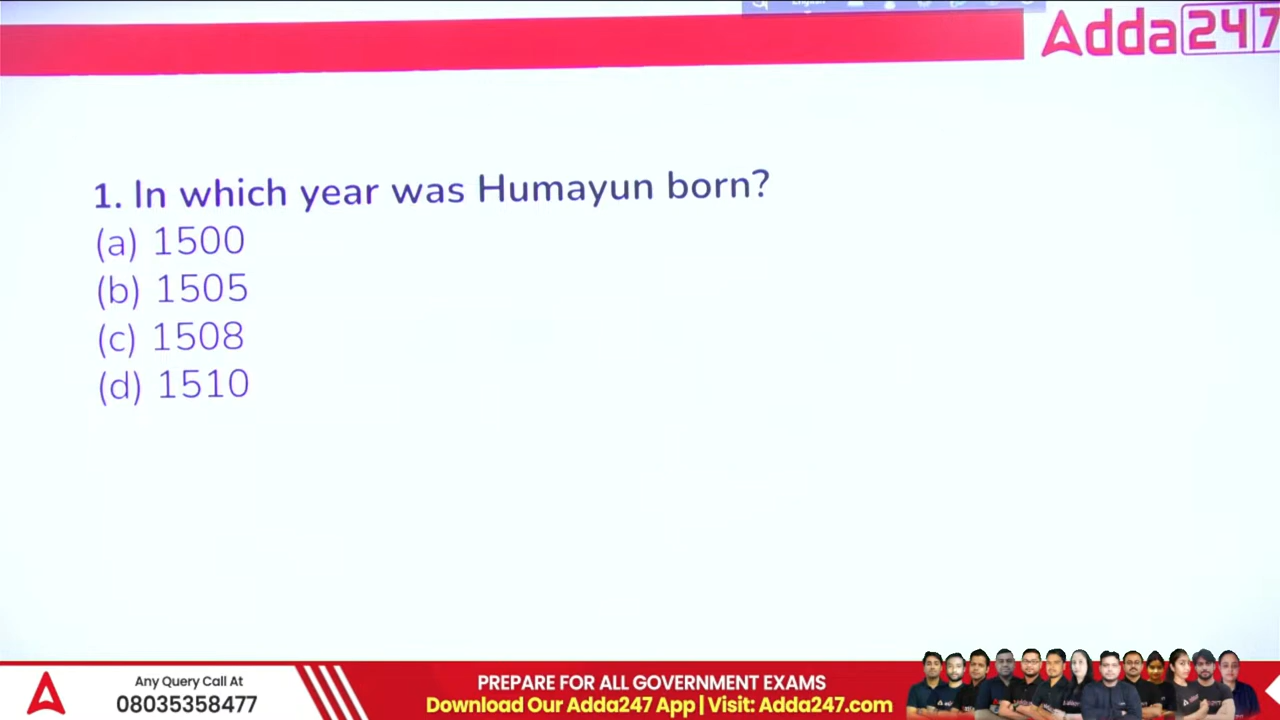 Adda247
1. In which year was Humayun born?
(a) 1500
(b) 1505
(c) 1508
(d) 1510
Any Query Call At
08035358477
PREPARE FOR ALL GOVERNMENT EXAMS
Download Our Adda247 App | Visit: Adda247.com